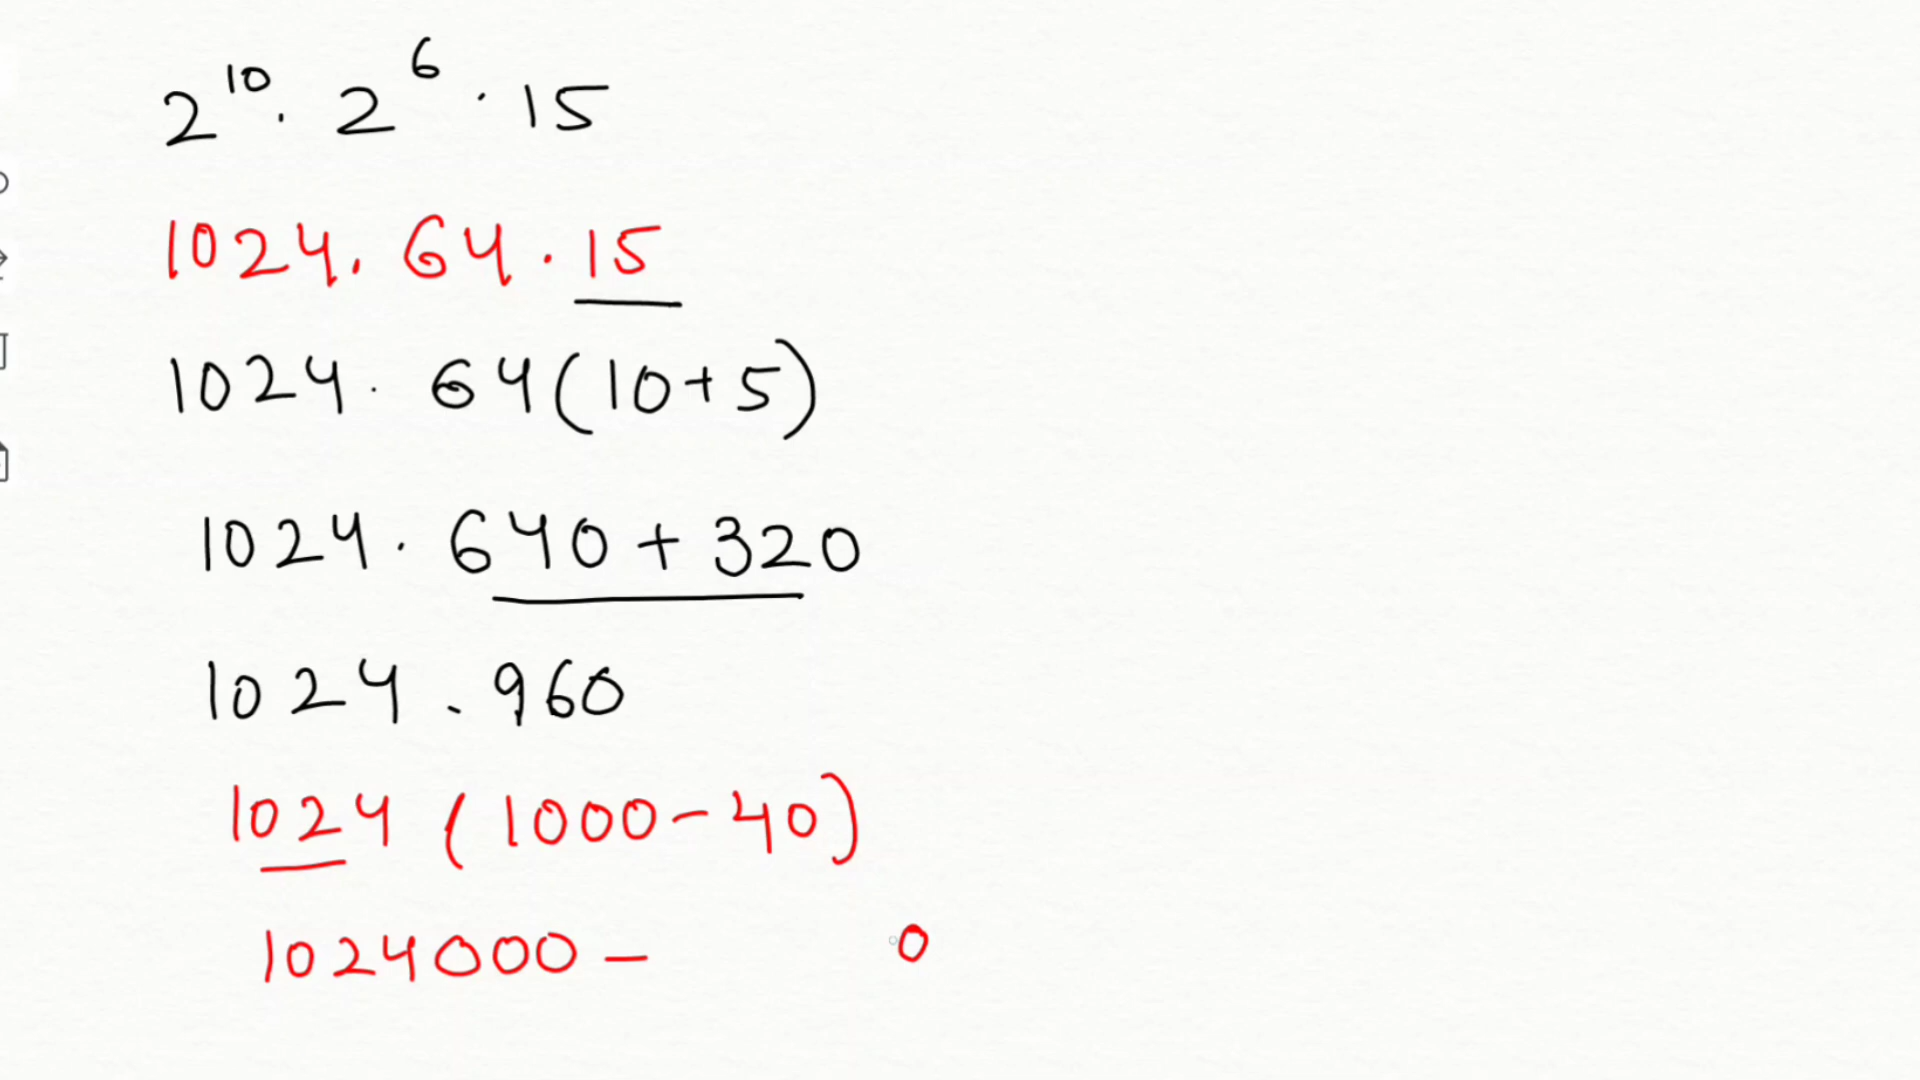 2^10 . 2^6 . 15
1024 . 64 . 15
1024 . 64(10+5)
1024 . 640 + 320
1024 . 960
1024 (1000-40)
1024000 - 0